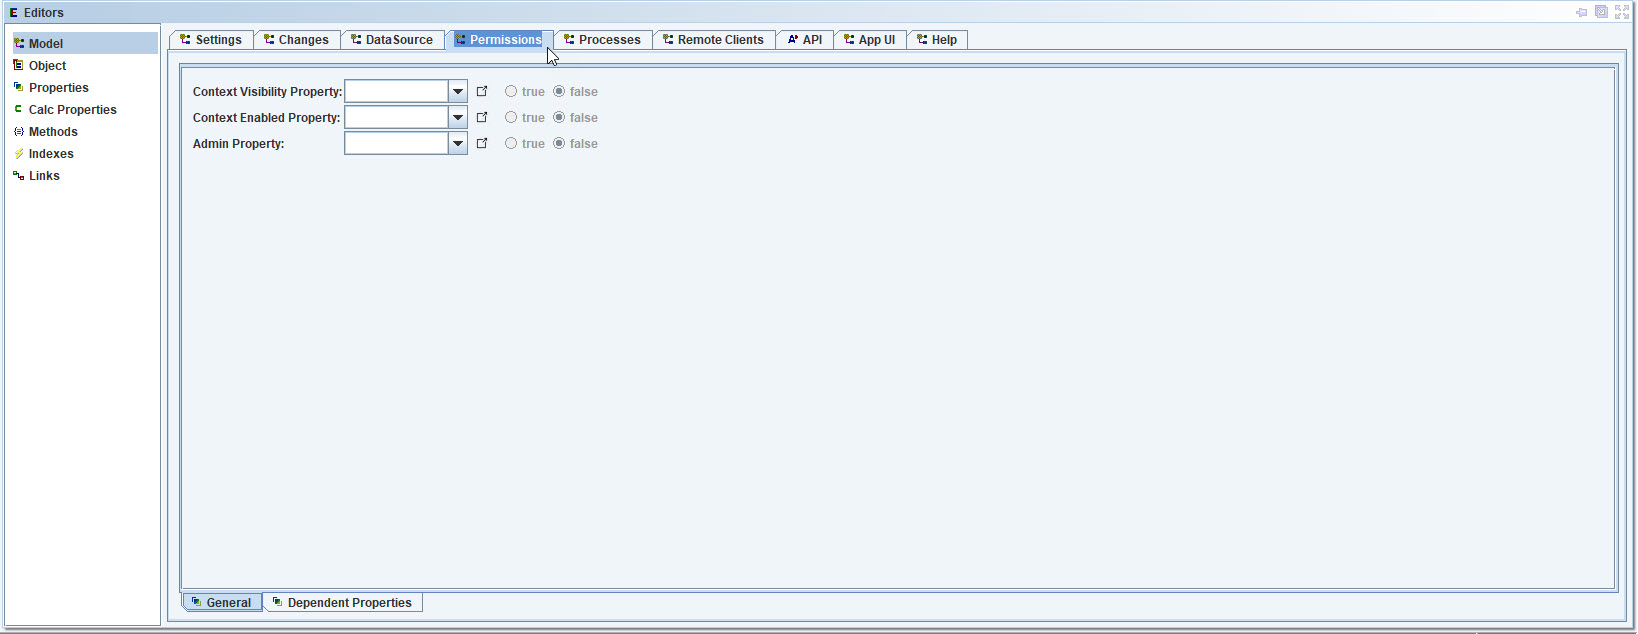 Editors
Model
Object
Properties
Calc Properties
Methods
Indexes
Links
Settings Changes DataSource Permissions Processes Remote Clients API App UI Help
Context Visibility Property: true false
Context Enabled Property: true false
Admin Property: true false
General Dependent Properties